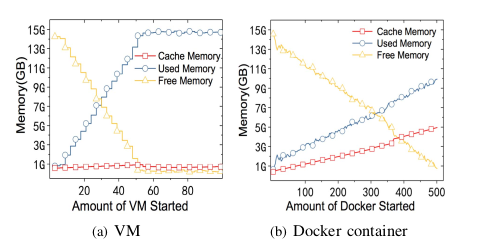 15G
13G
11G
9G
7G
5G
3G
1G
Memory(GB)
Cache Memory
Used Memory
Free Memory
20 40 60 80
Amount of VM Started
(a) VM
15G
13G
11G
9G
7G
5G
3G
1G
Memory(GB)
Cache Memory
Used Memory
Free Memory
100 200 300 400 500
Amount of Docker Started
(b) Docker container